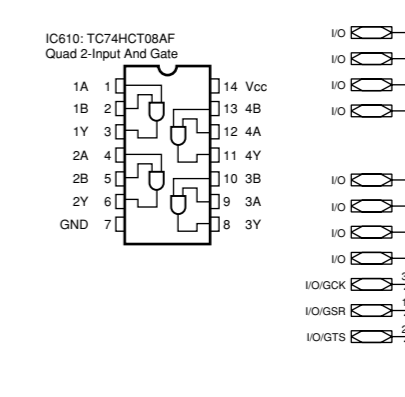 IC610: TC74HCT08AF
Quad 2-Input And Gate
1A 1 14 Vcc
1B 2 13 4B
1Y 3 12 4A
2A 4 11 4Y
2B 5 10 3B
2Y 6 9 3A
GND 7 8 3Y
I/O
I/O
I/O
I/O
I/O
I/O
I/O
I/O
I/O/GCK
I/O/GSR
I/O/GTS